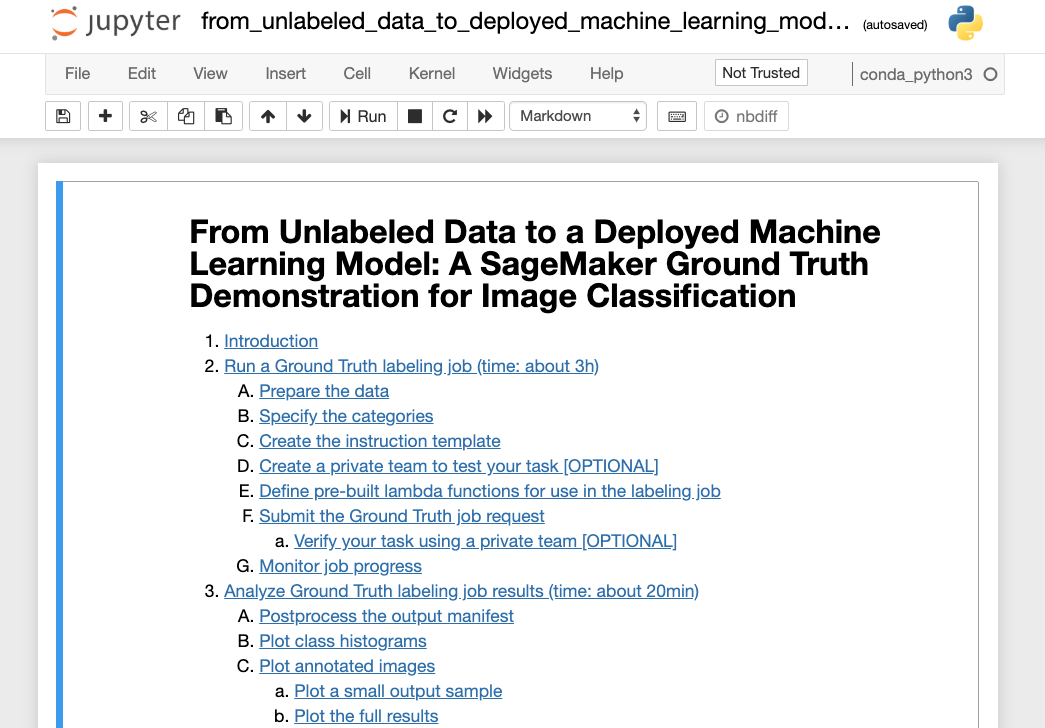 jupyter from_unlabeled_data_to_deployed_machine_learning_mod... (autosaved)
File Edit View Insert Cell Kernel Widgets Help Not Trusted conda_python3
Run Markdown nbdiff
From Unlabeled Data to a Deployed Machine
Learning Model: A SageMaker Ground Truth
Demonstration for Image Classification
1. Introduction
2. Run a Ground Truth labeling job (time: about 3h)
A. Prepare the data
B. Specify the categories
C. Create the instruction template
D. Create a private team to test your task [OPTIONAL]
E. Define pre-built lambda functions for use in the labeling job
F. Submit the Ground Truth job request
a. Verify your task using a private team [OPTIONAL]
G. Monitor job progress
3. Analyze Ground Truth labeling job results (time: about 20min)
A. Postprocess the output manifest
B. Plot class histograms
C. Plot annotated images
a. Plot a small output sample
b. Plot the full results